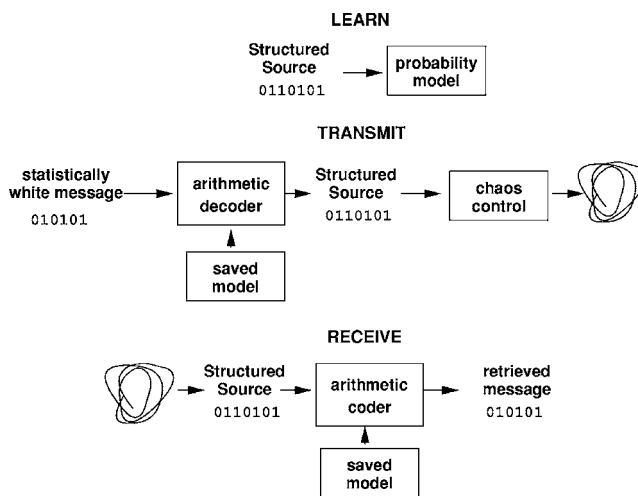 LEARN
Structured
Source
0110101
probability
model
TRANSMIT
statistically
white message
010101
arithmetic
decoder
Structured
Source
0110101
chaos
control
saved
model
RECEIVE
Structured
Source
0110101
arithmetic
coder
retrieved
message
010101
saved
model